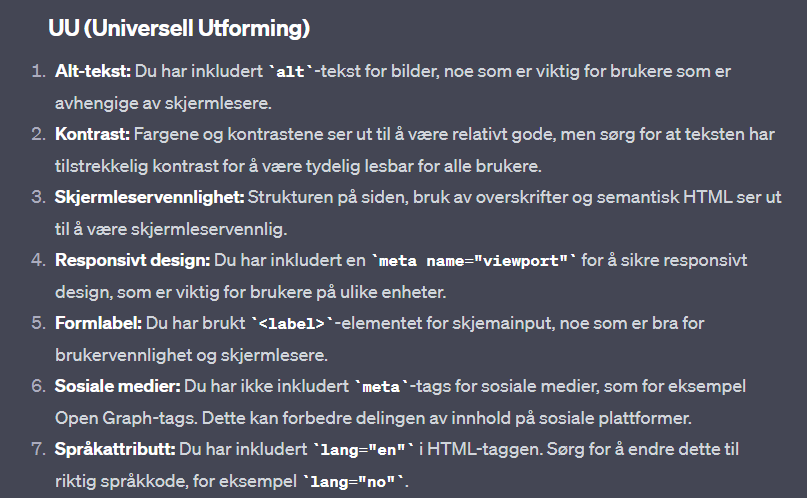 UU (Universell Utforming)
1. Alt-tekst: Du har inkludert `alt`-tekst for bilder, noe som er viktig for brukere som er
avhengige av skjermlesere.
2. Kontrast: Fargene og kontrastene ser ut til å være relativt gode, men sørg for at teksten har
tilstrekkelig kontrast for å være tydelig lesbar for alle brukere.
3. Skjermleservennlighet: Strukturen på siden, bruk av overskrifter og semantisk HTML ser ut
til å være skjermleservennlig.
4. Responsivt design: Du har inkludert en `meta name="viewport"` for å sikre responsivt
design, som er viktig for brukere på ulike enheter.
5. Formlabel: Du har brukt `<label>`-elementet for skjemainput, noe som er bra for
brukervennlighet og skjermlesere.
6. Sosiale medier: Du har ikke inkludert `meta`-tags for sosiale medier, som for eksempel
Open Graph-tags. Dette kan forbedre delingen av innhold på sosiale plattformer.
7. Språkattributt: Du har inkludert `lang="en"` i HTML-taggen. Sørg for å endre dette til
riktig språkkode, for eksempel `lang="no"`.